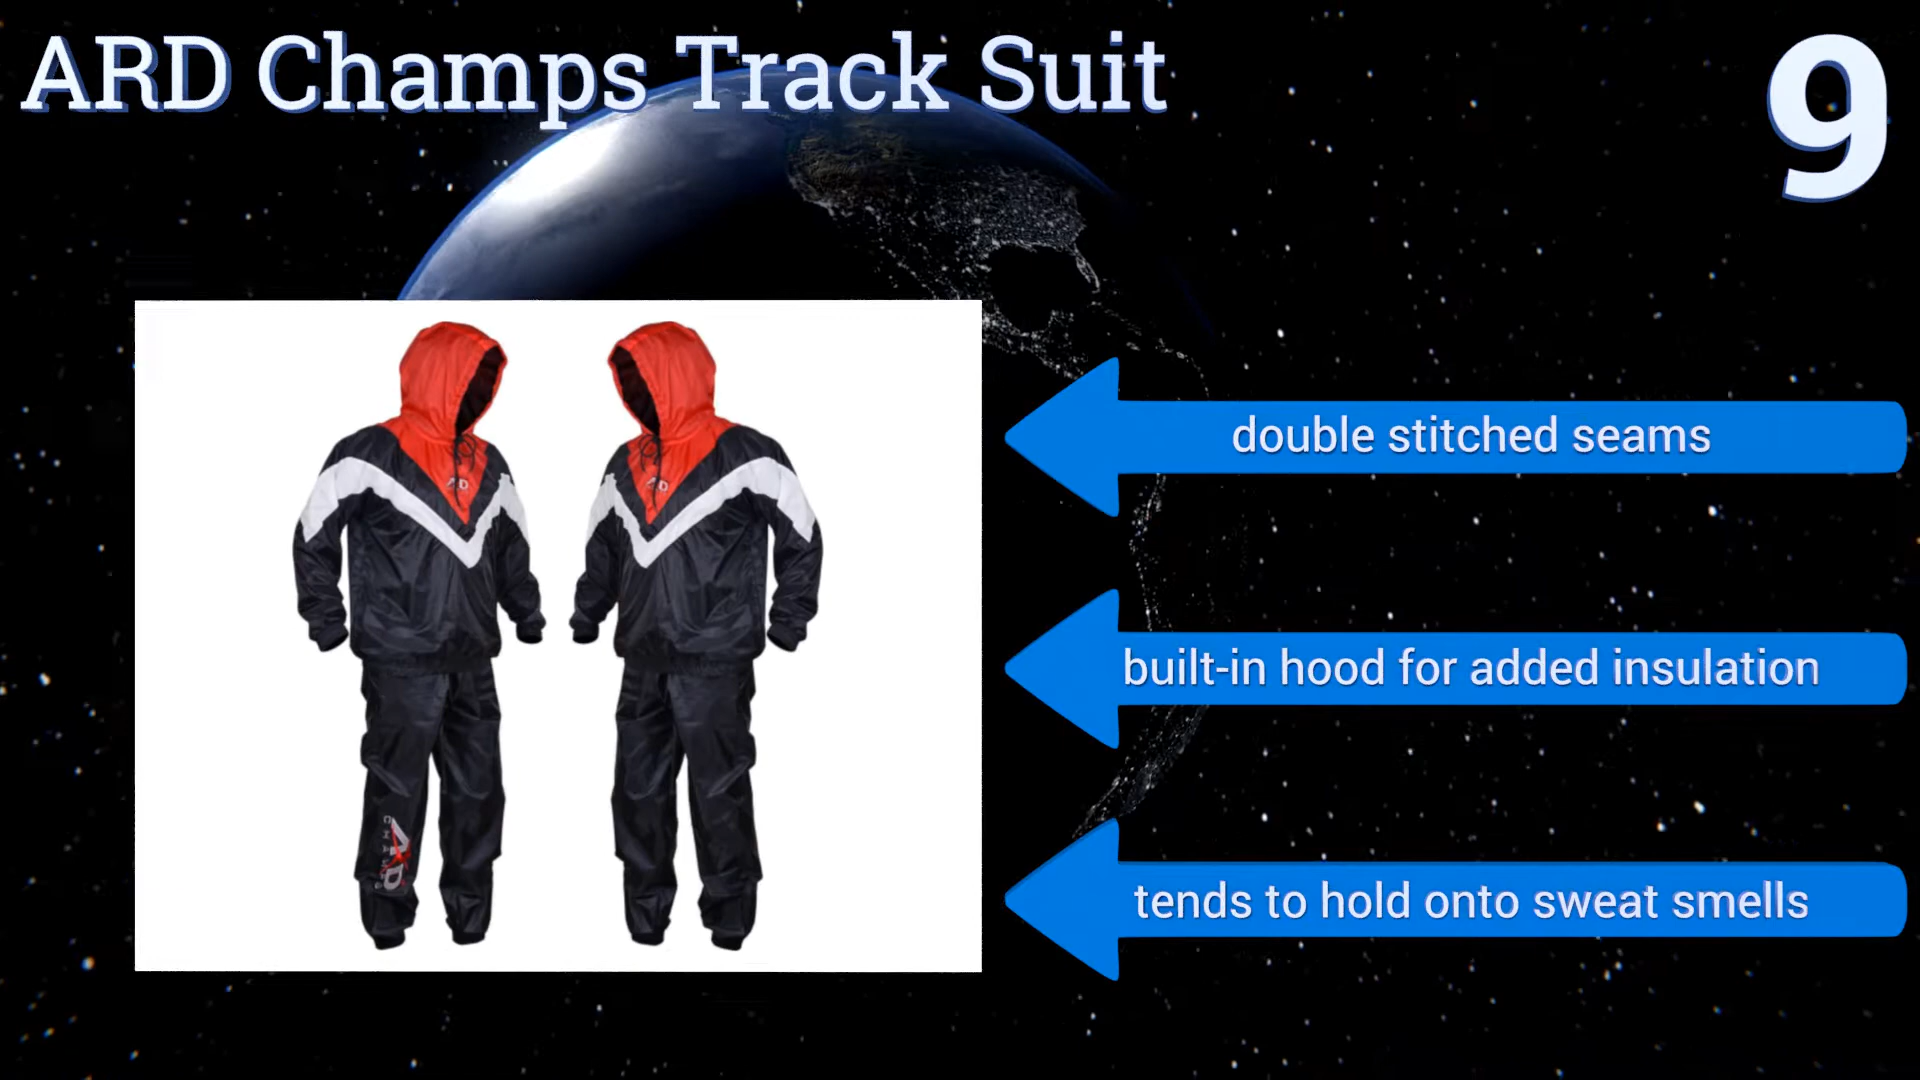 ARD Champs Track Suit
9
double stitched seams
built-in hood for added insulation
tends to hold onto sweat smells